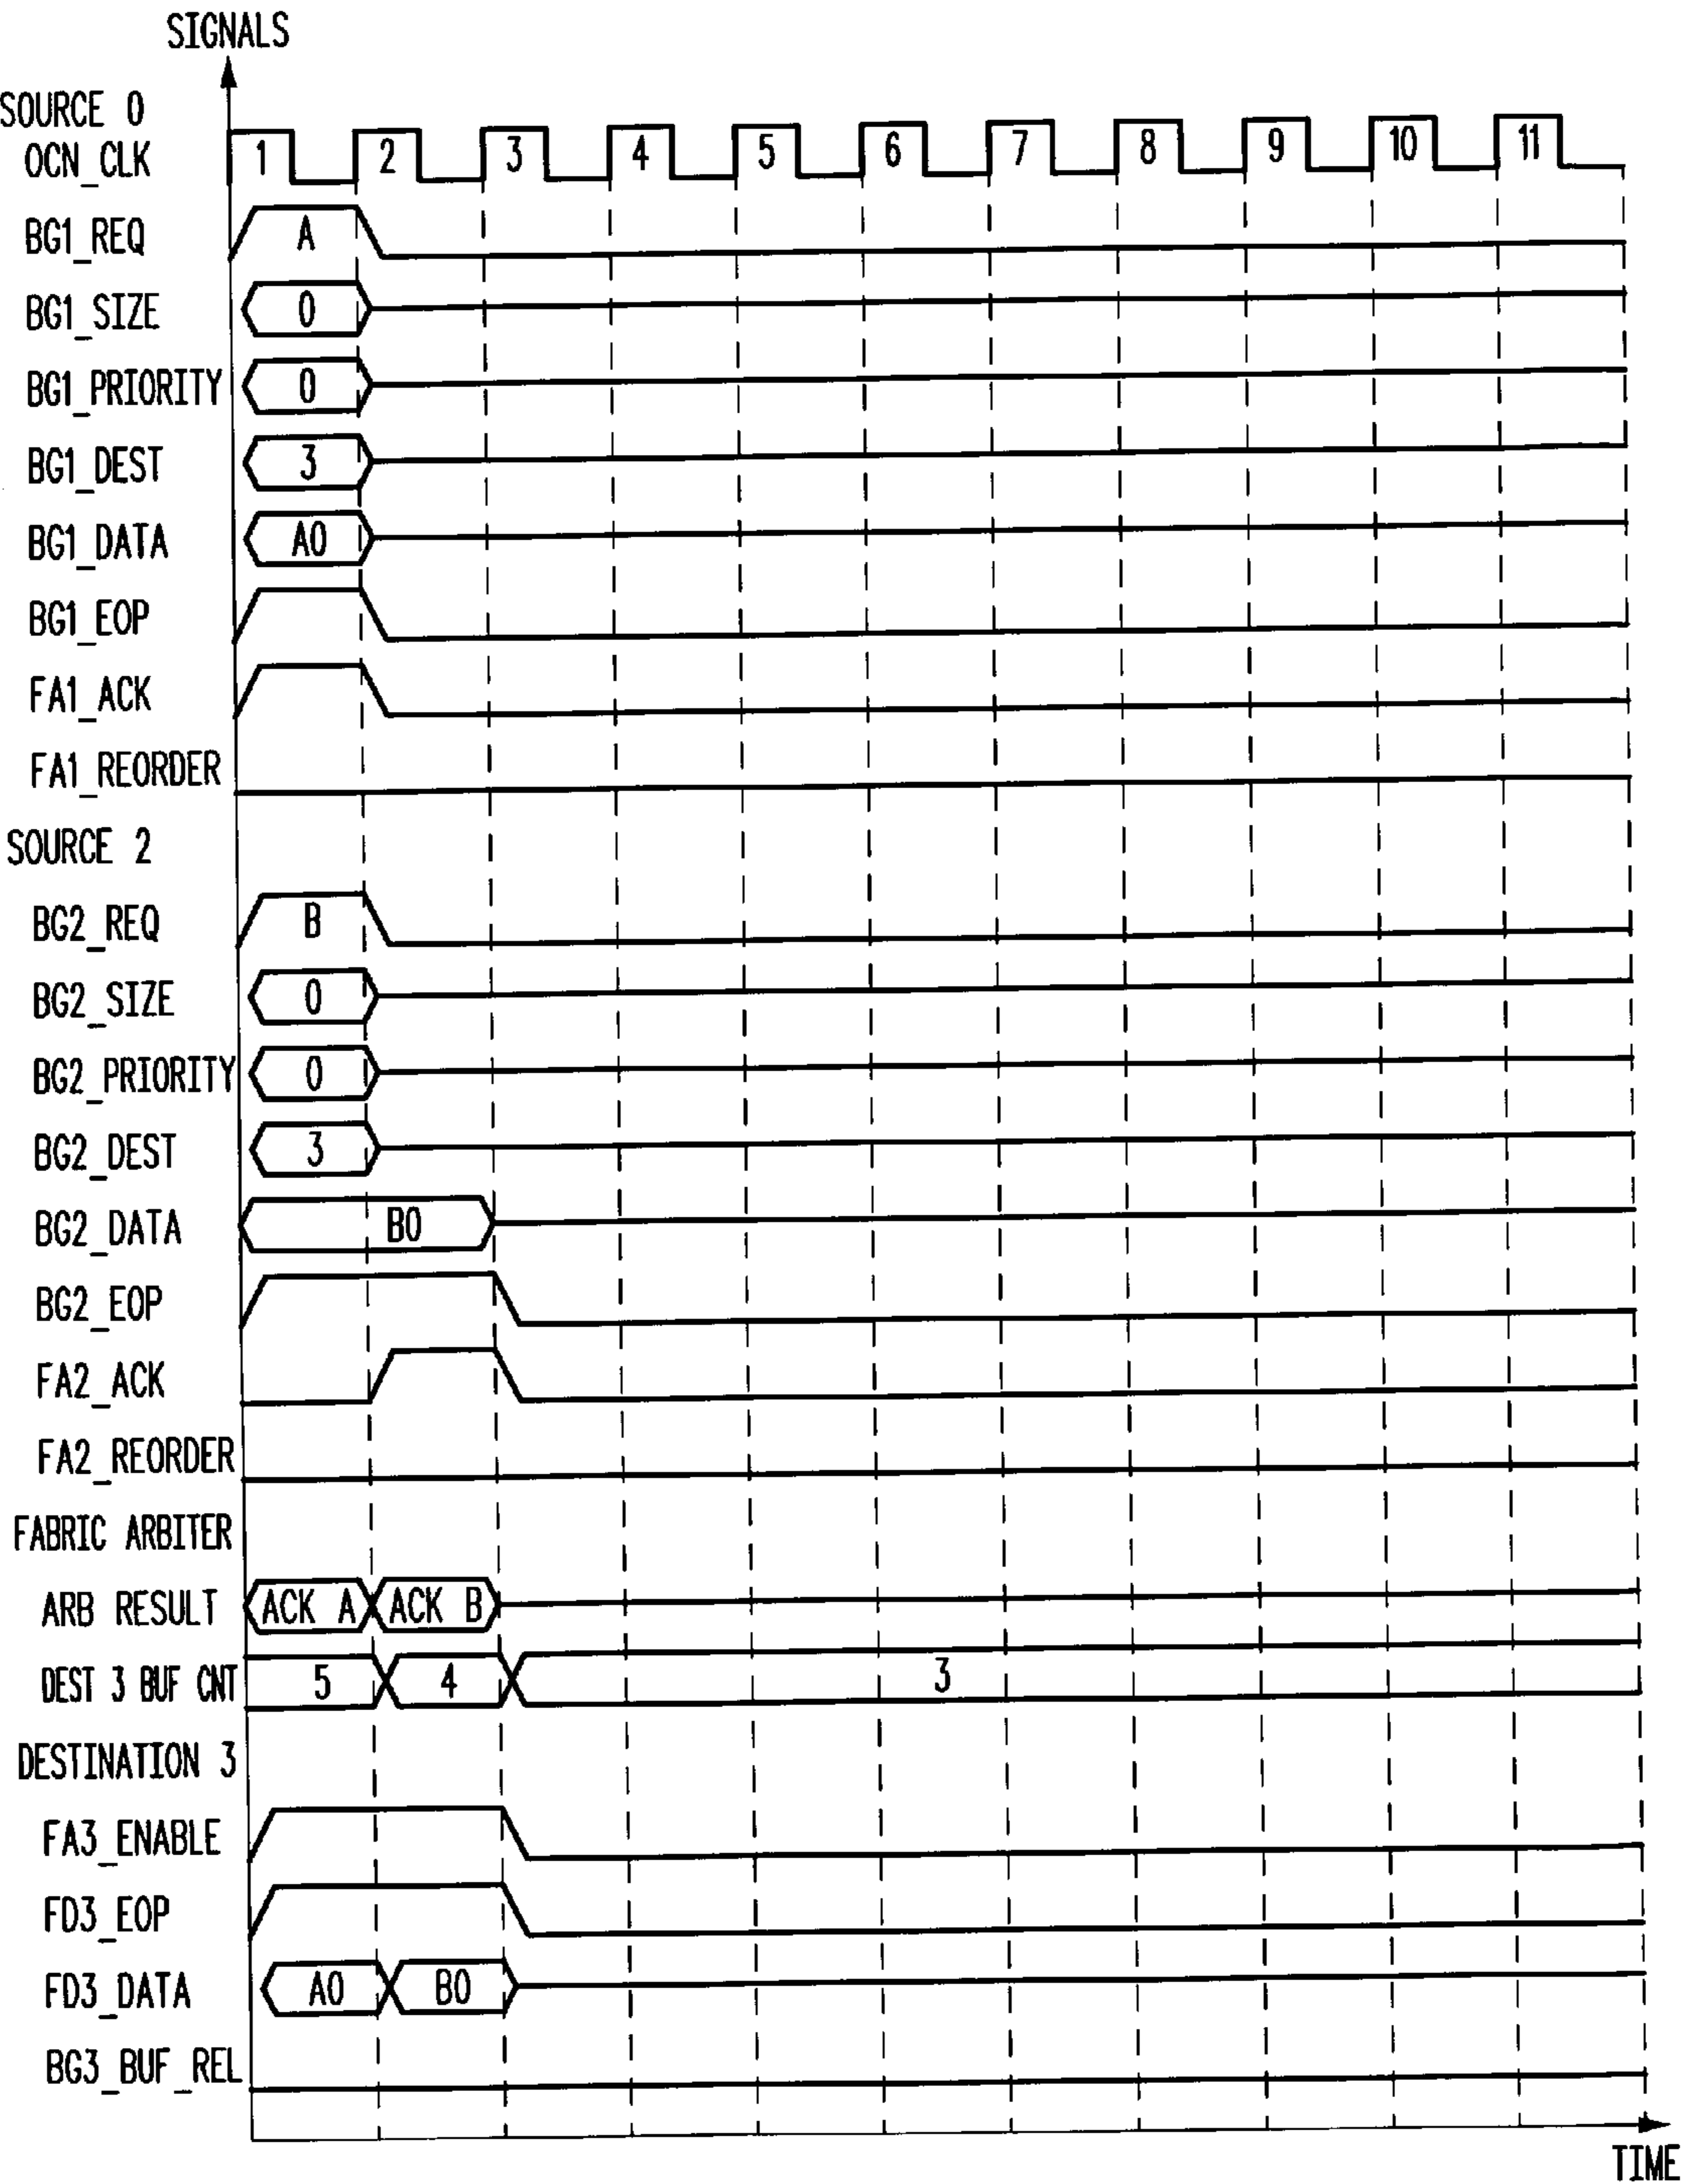 SIGNALS
SOURCE 0
OCN_CLK 1 2 3 4 5 6 7 8 9 10 11
BG1_REQ A
BG1_SIZE 0
BG1_PRIORITY 0
BG1_DEST 3
BG1_DATA A0
BG1_EOP
FA1_ACK
FA1_REORDER
SOURCE 2
BG2_REQ B
BG2_SIZE 0
BG2_PRIORITY 0
BG2_DEST 3
BG2_DATA B0
BG2_EOP
FA2_ACK
FA2_REORDER
FABRIC ARBITER
ARB RESULT ACK A ACK B
DEST 3 BUF CNT 5 4 3
DESTINATION 3
FA3_ENABLE
FD3_EOP
FD3_DATA A0 B0
BG3_BUF_REL
TIME